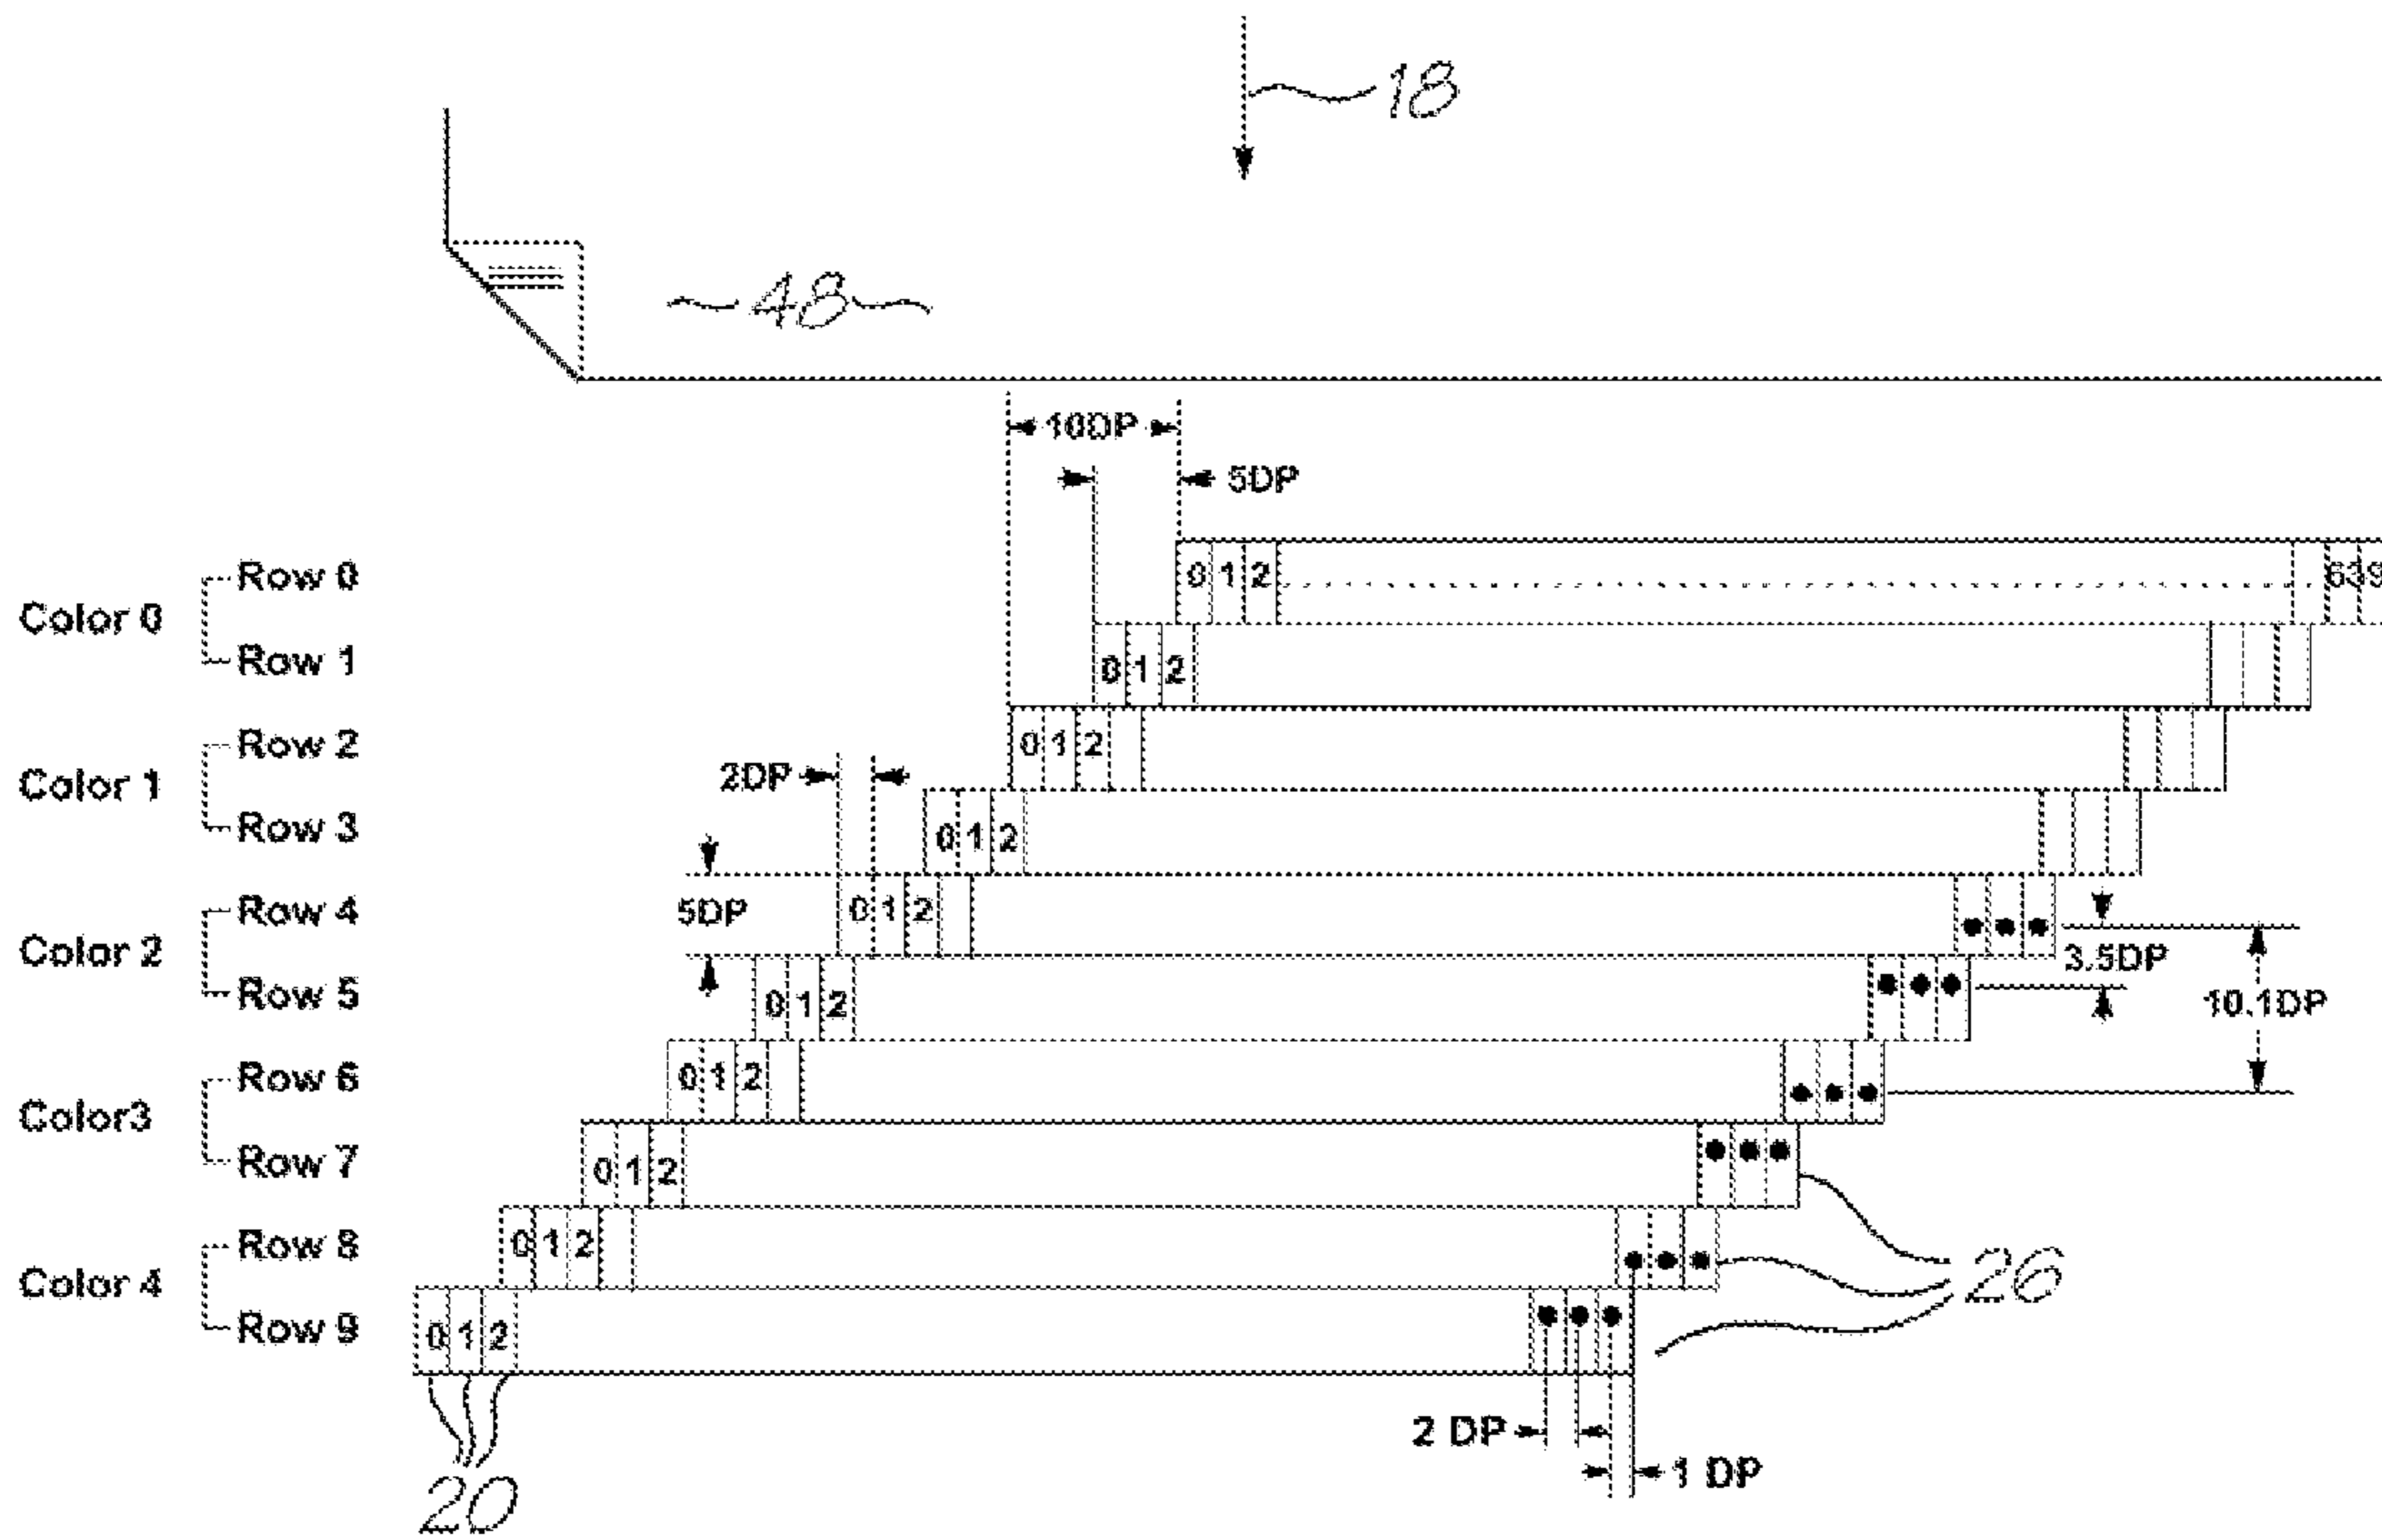 18
48
10DP
5DP
Color 0
Row 0
0 1 2
639
Row 1
0 1 2
Color 1
Row 2
0 1 2
2DP
Row 3
0 1 2
Color 2
Row 4
5DP
0 1 2
3.5DP
Row 5
0 1 2
10.1DP
Color3
Row 6
0 1 2
Row 7
0 1 2
Color 4
Row 8
0 1 2
26
Row 9
0 1 2
2 DP
1 DP
20